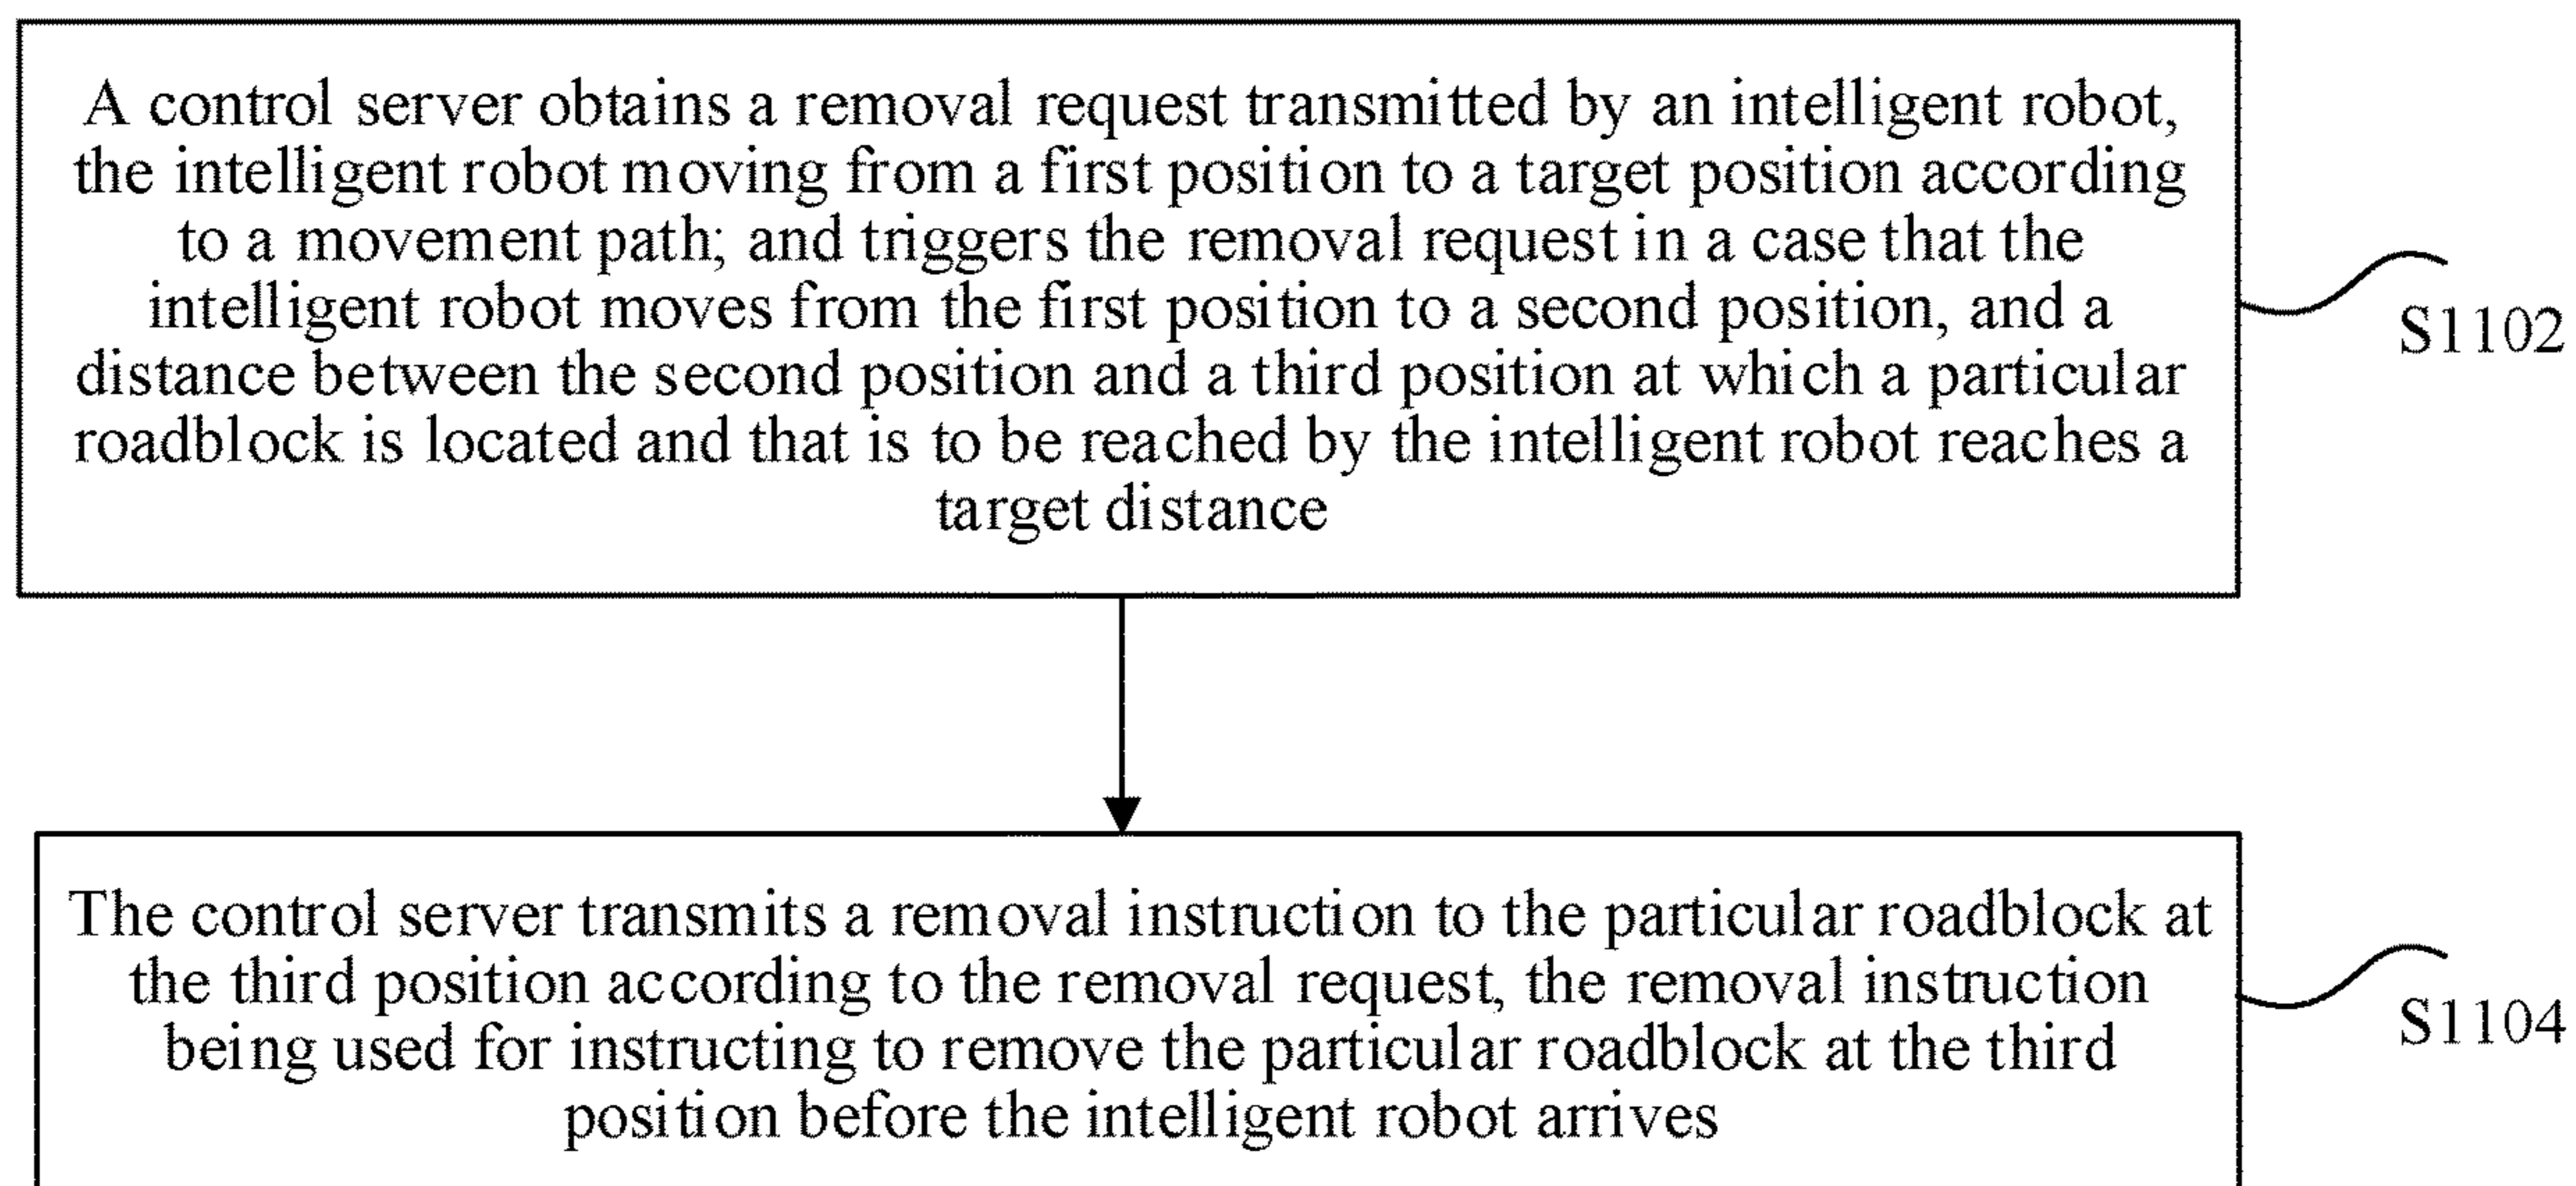 A control server obtains a removal request transmitted by an intelligent robot,
the intelligent robot moving from a first position to a target position according
to a movement path; and triggers the removal request in a case that the
intelligent robot moves from the first position to a second position, and a
distance between the second position and a third position at which a particular
roadblock is located and that is to be reached by the intelligent robot reaches a
target distance
S1102
The control server transmits a removal instruction to the particular roadblock at
the third position according to the removal request, the removal instruction
being used for instructing to remove the particular roadblock at the third
position before the intelligent robot arrives
S1104